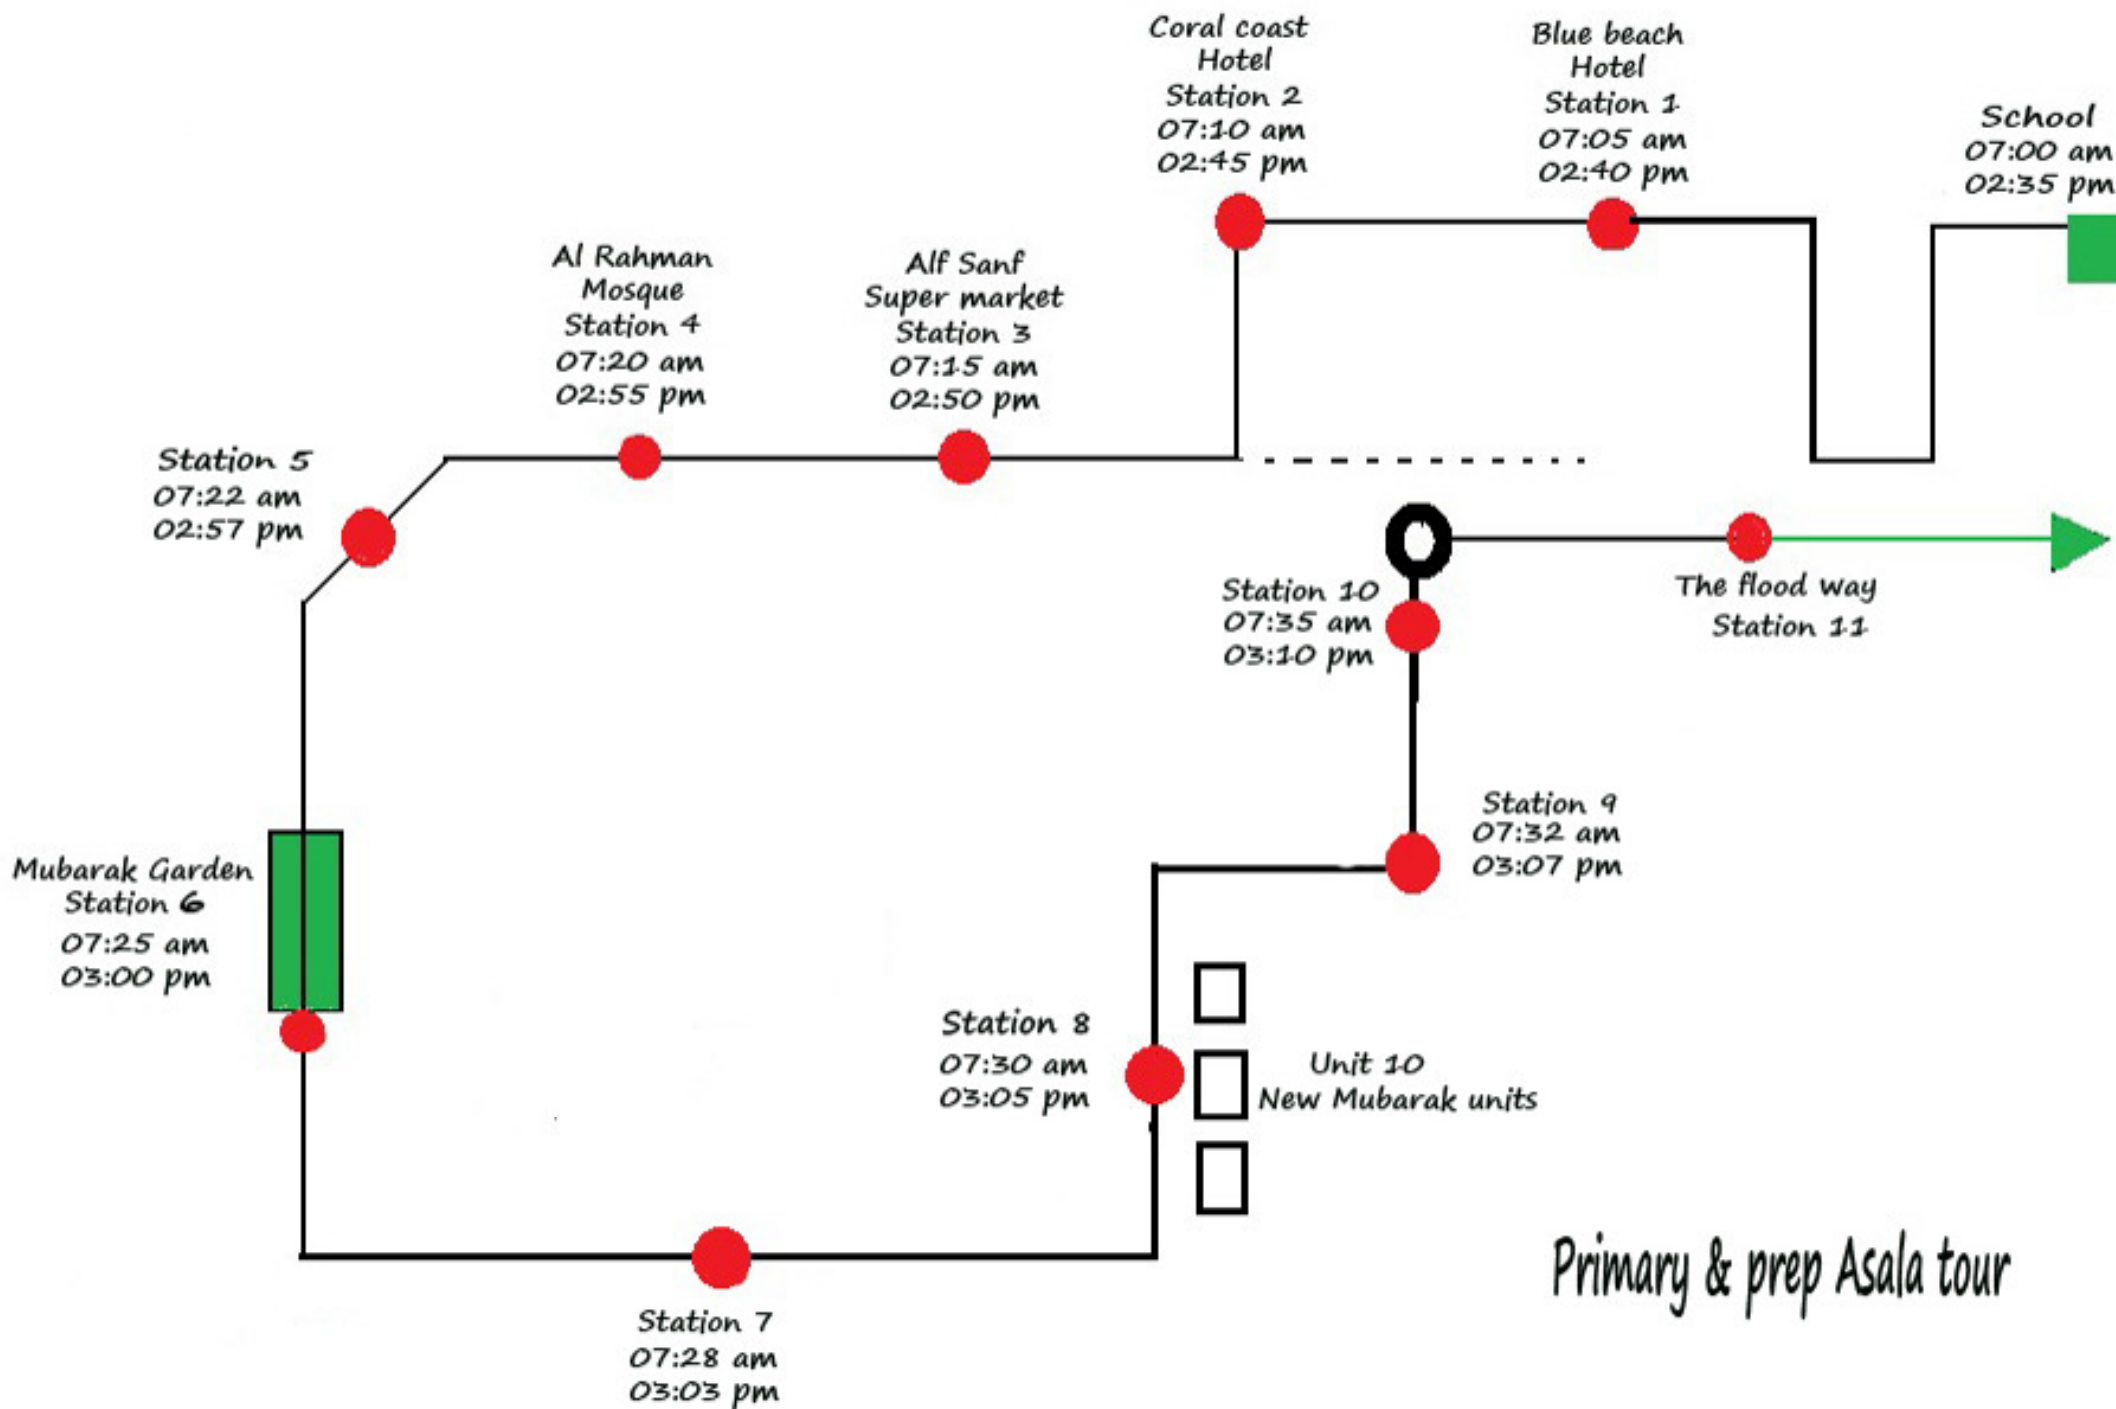 Coral coast
Hotel
Station 2
07:10 am
02:45 pm
Blue beach
Hotel
Station 1
07:05 am
02:40 pm
School
07:00 am
02:35 pm
Al Rahman
Mosque
Station 4
07:20 am
02:55 pm
Alf Sanf
Super market
Station 3
07:15 am
02:50 pm
Station 5
07:22 am
02:57 pm
Station 10
07:35 am
03:10 pm
The flood way
Station 11
Mubarak Garden
Station 6
07:25 am
03:00 pm
Station 9
07:32 am
03:07 pm
Station 8
07:30 am
03:05 pm
Unit 10
New Mubarak units
Station 7
07:28 am
03:03 pm
Primary & prep Asala tour